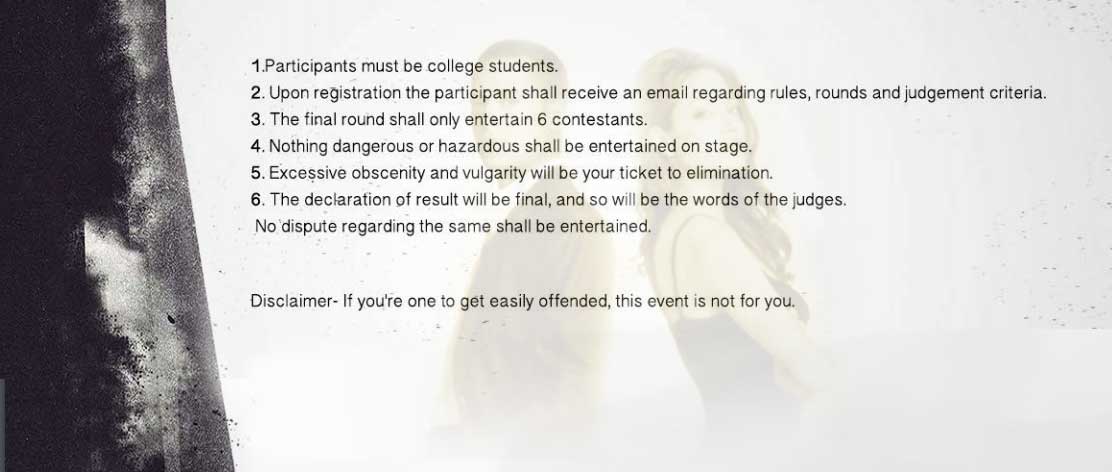 1.Participants must be college students.
2. Upon registration the participant shall receive an email regarding rules, rounds and judgement criteria.
3. The final round shall only entertain 6 contestants.
4. Nothing dangerous or hazardous shall be entertained on stage.
5. Excessive obscenity and vulgarity will be your ticket to elimination.
6. The declaration of result will be final, and so will be the words of the judges.
No dispute regarding the same shall be entertained.
Disclaimer- If you're one to get easily offended, this event is not for you.